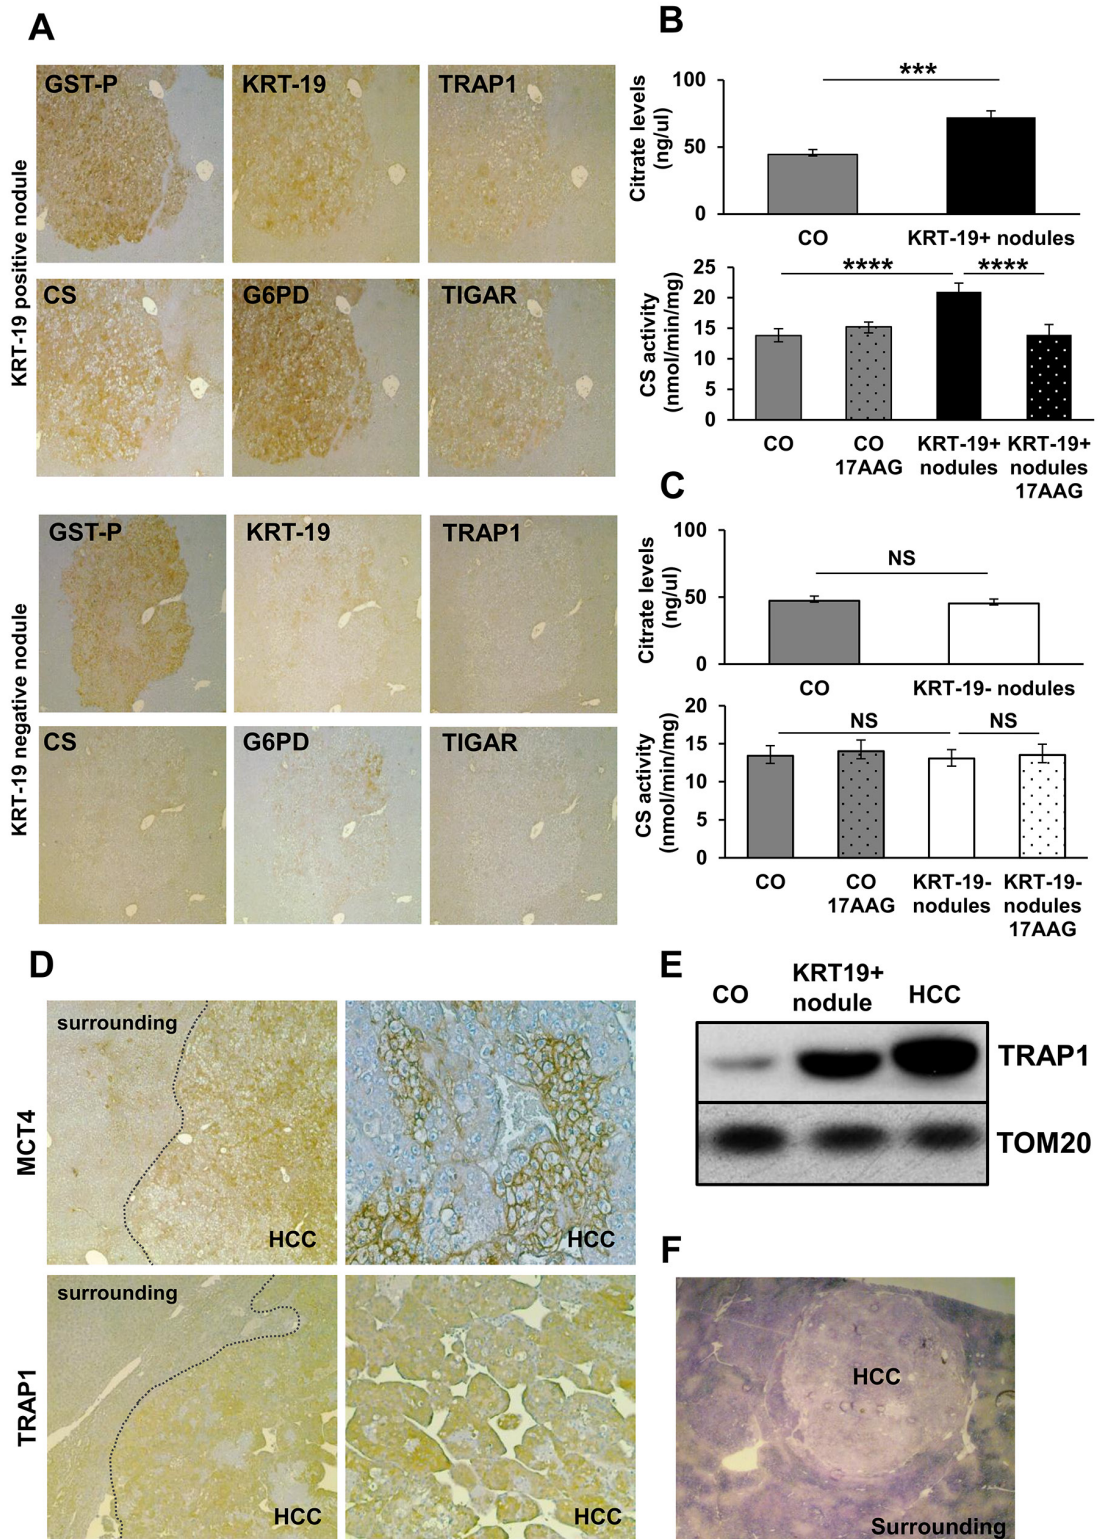 A
KRT-19 positive nodule
GST-P
KRT-19
TRAP1
CS
G6PD
TIGAR
KRT-19 negative nodule
GST-P
KRT-19
TRAP1
CS
G6PD
TIGAR
B
Citrate levels
(ng/ul)
100
50
0
***
CO
KRT-19+ nodules
CS activity
(nmol/min/mg)
25
20
15
10
5
0
****
****
CO
CO
17AAG
KRT-19+
nodules
KRT-19+
nodules
17AAG
C
Citrate levels
(ng/ul)
100
50
0
NS
CO
KRT-19- nodules
CS activity
(nmol/min/mg)
20
15
10
5
0
NS
NS
CO
CO
17AAG
KRT-19-
nodules
KRT-19-
nodules
17AAG
D
MCT4
surrounding
HCC
HCC
TRAP1
surrounding
HCC
HCC
E
CO
KRT19+
nodule
HCC
TRAP1
TOM20
F
HCC
Surrounding